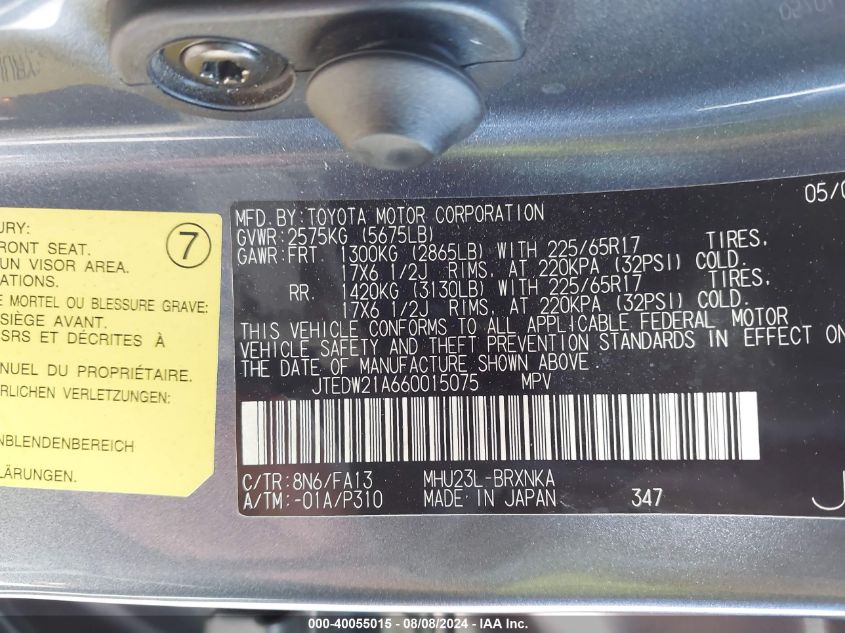 URY:
RONT SEAT.
UN VISOR AREA.
ATIONS.
E MORTEL OU BLESSURE GRAVE:
SIÈGE AVANT.
SRS ET DÉCRITES À
NUEL DU PROPRIÉTAIRE.
RLICHEN VERLETZUNGEN.
NBLENDENBEREICH
HÄU
7
05/0
MFD. BY: TOYOTA MOTOR CORPORATION
GVWR: 2575KG (5675LB)
GAWR: FRT 1300KG (2865LB) WITH 225/65R17 TIRES,
17X6 1/2J RIMS, AT 220KPA (32PSI) COLD.
RR. 1420KG (3130LB) WITH 225/65R17 TIRES,
17X6 1/2J RIMS, AT 220KPA (32PSI) COLD.
THIS VEHICLE CONFORMS TO ALL APPLICABLE FEDERAL MOTOR
VEHICLE SAFETY AND THEFT PREVENTION STANDARDS IN EFFECT ON
THE DATE OF MANUFACTURE SHOWN ABOVE.
JTEDW21A660015075 MPV
C/TR: 8N6/FA13 MHU23L-BRXNKA
A/TM: -01A/P310 MADE IN JAPAN 347 J
000-40055015 - 08/08/2024 - IAA Inc.